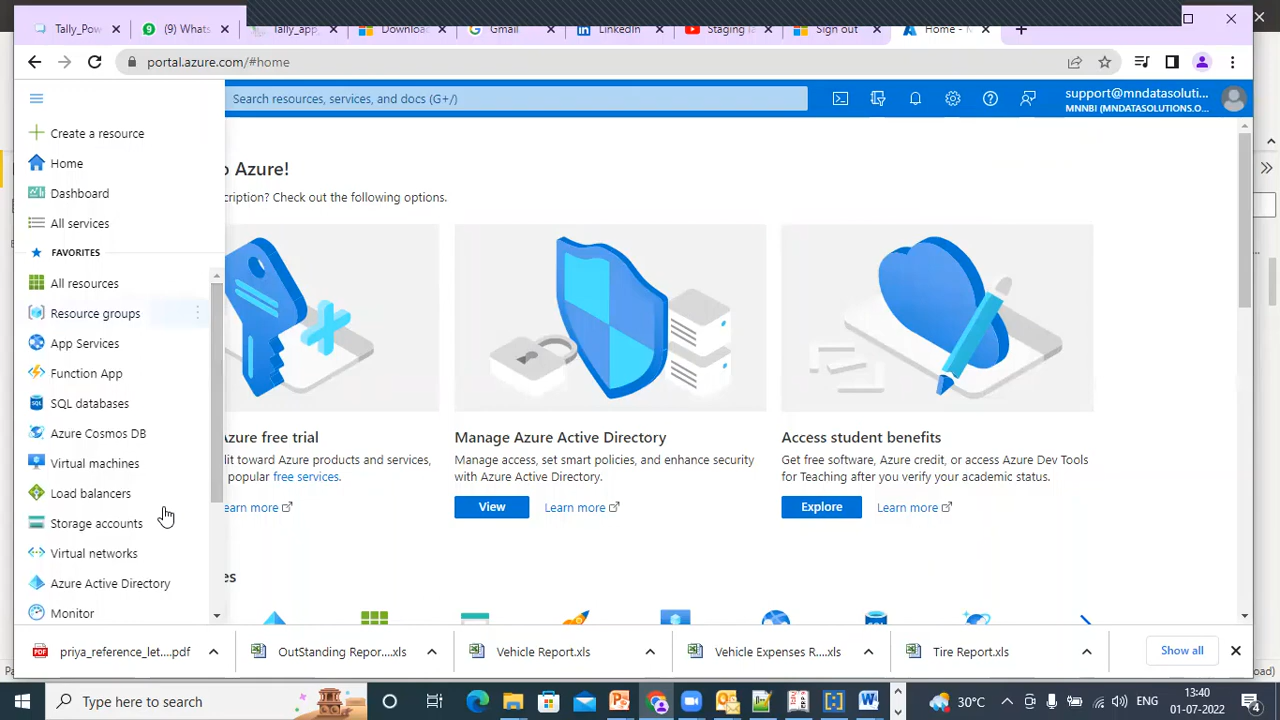 Tally_Pow
(9) Whats
Tally_app
Download
Gmail
LinkedIn
Staging
Sign out
Home -
portal.azure.com/#home
Search resources, services, and docs (G+/)
support@mndatasoluti...
MNNBI (MNDATASOLUTIONS.O...
Create a resource
Home
Dashboard
All services
FAVORITES
All resources
Resource groups
App Services
Function App
SQL databases
Azure Cosmos DB
Virtual machines
Load balancers
Storage accounts
Virtual networks
Azure Active Directory
Monitor
o Azure!
cription? Check out the following options.
Azure free trial
dit toward Azure products and services,
popular free services.
earn more
Manage Azure Active Directory
Manage access, set smart policies, and enhance security
with Azure Active Directory.
View
Learn more
Access student benefits
Get free software, Azure credit, or access Azure Dev Tools
for Teaching after you verify your academic status.
Explore
Learn more
es
priya_reference_let....pdf
OutStanding Repor....xls
Vehicle Report.xls
Vehicle Expenses R....xls
Tire Report.xls
Show all
Type here to search
30°C
ENG
13:40
01-07-2022
4